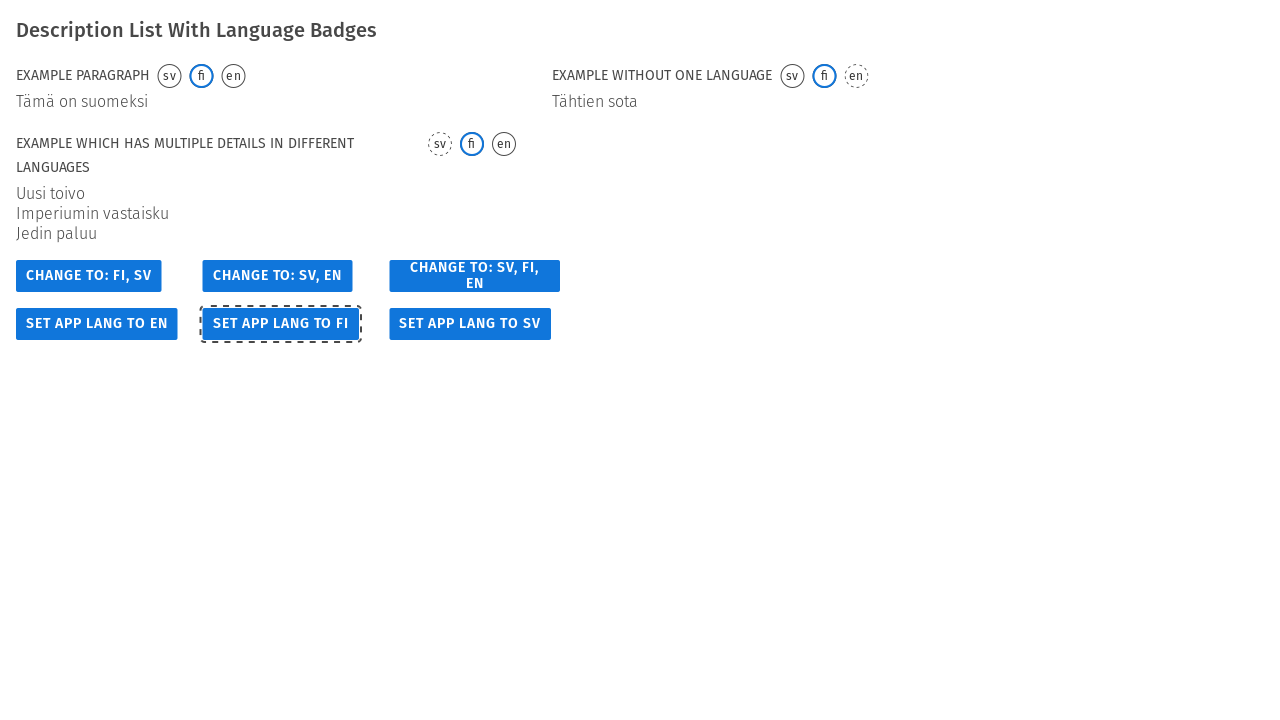 Description List With Language Badges
EXAMPLE PARAGRAPH sv fi en
Tämä on suomeksi
EXAMPLE WITHOUT ONE LANGUAGE sv fi en
Tähtien sota
EXAMPLE WHICH HAS MULTIPLE DETAILS IN DIFFERENT sv fi en
LANGUAGES
Uusi toivo
Imperiumin vastaisku
Jedin paluu
CHANGE TO: FI, SV
CHANGE TO: SV, EN
CHANGE TO: SV, FI,
EN
SET APP LANG TO EN
SET APP LANG TO FI
SET APP LANG TO SV